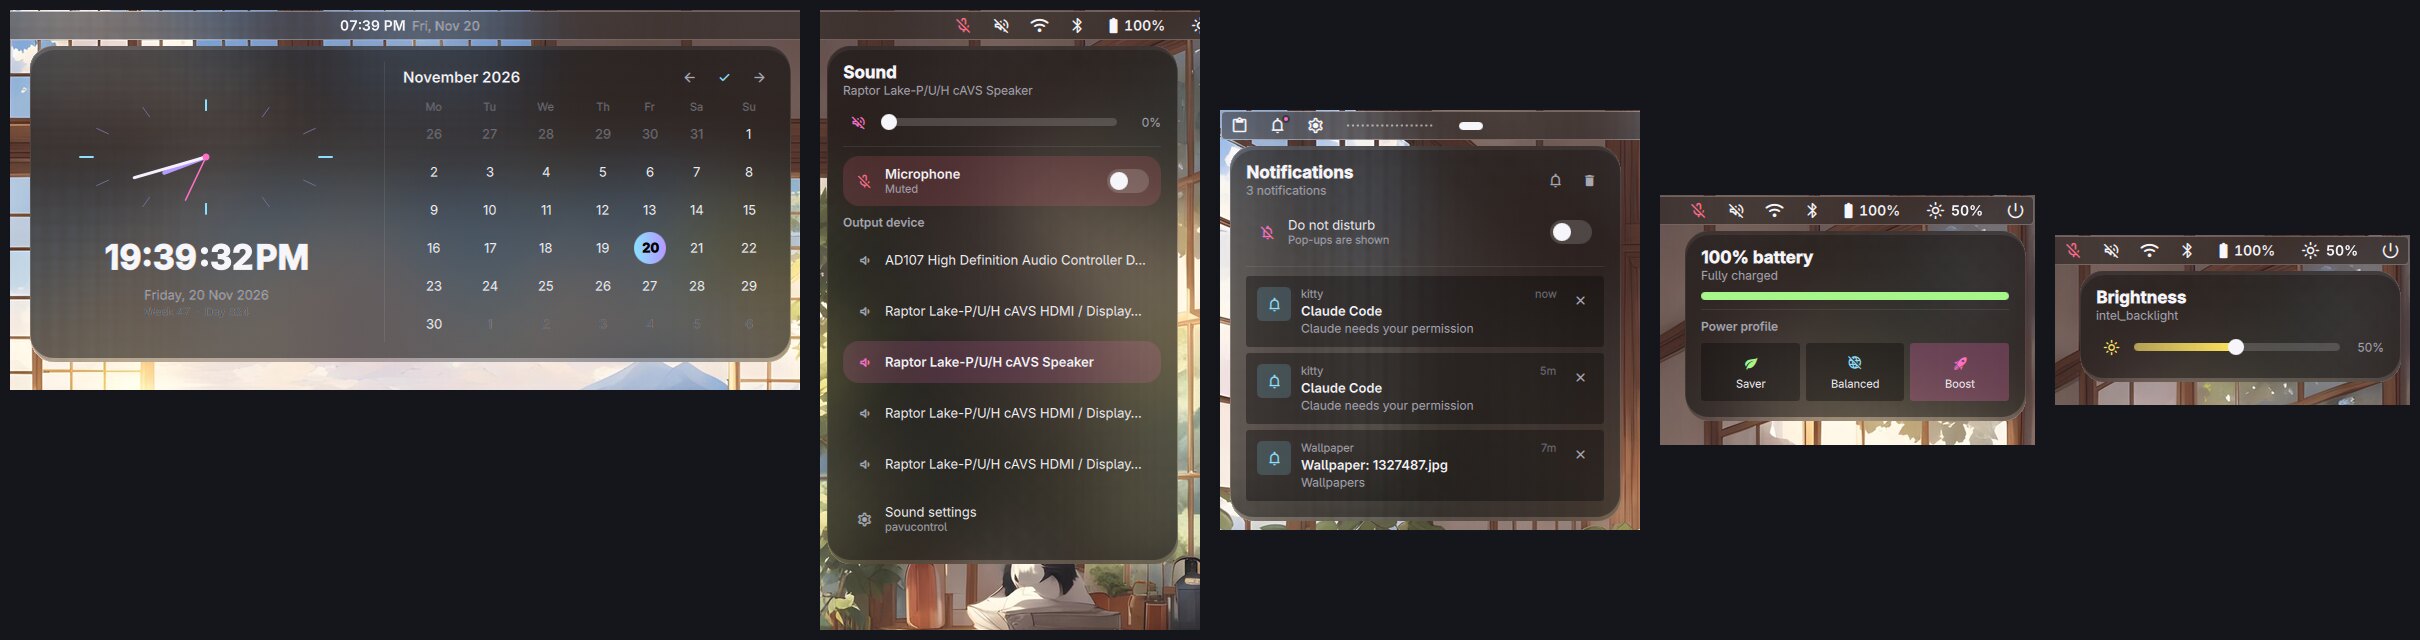 07:39 PM Fri, Nov 20
November 2026
Mo Tu We Th Fr Sa Su
26 27 28 29 30 31 1
2 3 4 5 6 7 8
9 10 11 12 13 14 15
16 17 18 19 20 21 22
23 24 25 26 27 28 29
30 1 2 3 4 5 6
19:39:32PM
Friday, 20 Nov 2026
Week 47 · Day 324
100%
Sound
Raptor Lake-P/U/H cAVS Speaker
0%
Microphone
Muted
Output device
AD107 High Definition Audio Controller D...
Raptor Lake-P/U/H cAVS HDMI / Display...
Raptor Lake-P/U/H cAVS Speaker
Raptor Lake-P/U/H cAVS HDMI / Display...
Raptor Lake-P/U/H cAVS HDMI / Display...
Sound settings
pavucontrol
Notifications
3 notifications
Do not disturb
Pop-ups are shown
kitty now
Claude Code
Claude needs your permission
kitty 5m
Claude Code
Claude needs your permission
Wallpaper 7m
Wallpaper: 1327487.jpg
Wallpapers
100% 50%
100% battery
Fully charged
Power profile
Saver Balanced Boost
100% 50%
Brightness
intel_backlight
50%